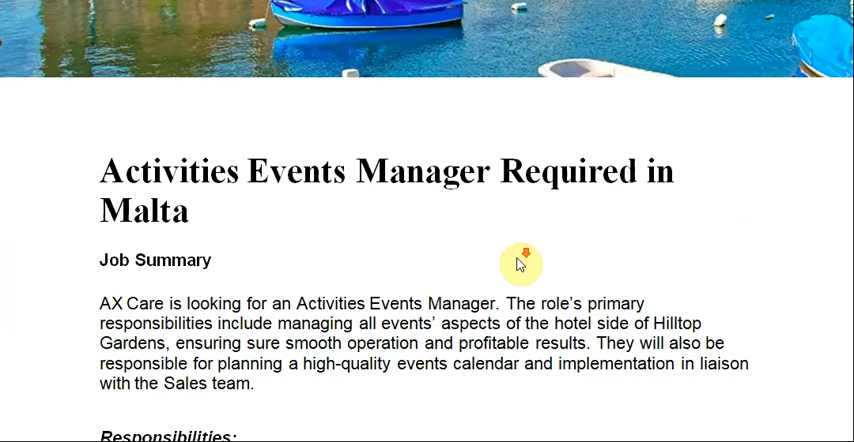 Activities Events Manager Required in
Malta
Job Summary
AX Care is looking for an Activities Events Manager. The role’s primary
responsibilities include managing all events’ aspects of the hotel side of Hilltop
Gardens, ensuring sure smooth operation and profitable results. They will also be
responsible for planning a high-quality events calendar and implementation in liaison
with the Sales team.
Responsibilities: